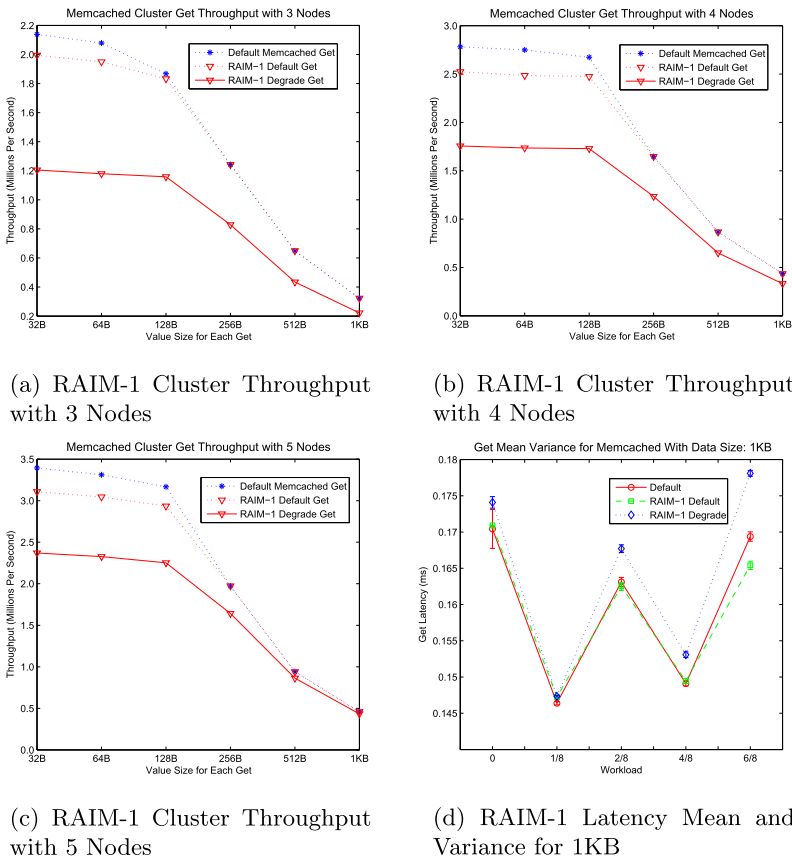 Memcached Cluster Get Throughput with 3 Nodes
2.2
2.0
1.8
1.6
1.4
1.2
1.0
0.8
0.6
0.4
0.2
Throughput (Millions Per Second)
Default Memcached Get
RAIM−1 Default Get
RAIM−1 Degrade Get
32B 64B 128B 256B 512B 1KB
Value Size for Each Get
(a) RAIM-1 Cluster Throughput
with 3 Nodes
Memcached Cluster Get Throughput with 4 Nodes
3.0
2.5
2.0
1.5
1.0
0.5
0.0
Throughput (Millions Per Second)
Default Memcached Get
RAIM−1 Default Get
RAIM−1 Degrade Get
32B 64B 128B 256B 512B 1KB
Value Size for Each Get
(b) RAIM-1 Cluster Throughput
with 4 Nodes
Memcached Cluster Get Throughput with 5 Nodes
3.5
3.0
2.5
2.0
1.5
1.0
0.5
0.0
Throughput (Millions Per Second)
Default Memcached Get
RAIM−1 Default Get
RAIM−1 Degrade Get
32B 64B 128B 256B 512B 1KB
Value Size for Each Get
(c) RAIM-1 Cluster Throughput
with 5 Nodes
Get Mean Variance for Memcached With Data Size: 1KB
0.18
0.175
0.17
0.165
0.16
0.155
0.15
0.145
Get Latency (ms)
Default
RAIM−1 Default
RAIM−1 Degrade
0 1/8 2/8 4/8 6/8
Workload
(d) RAIM-1 Latency Mean and
Variance for 1KB